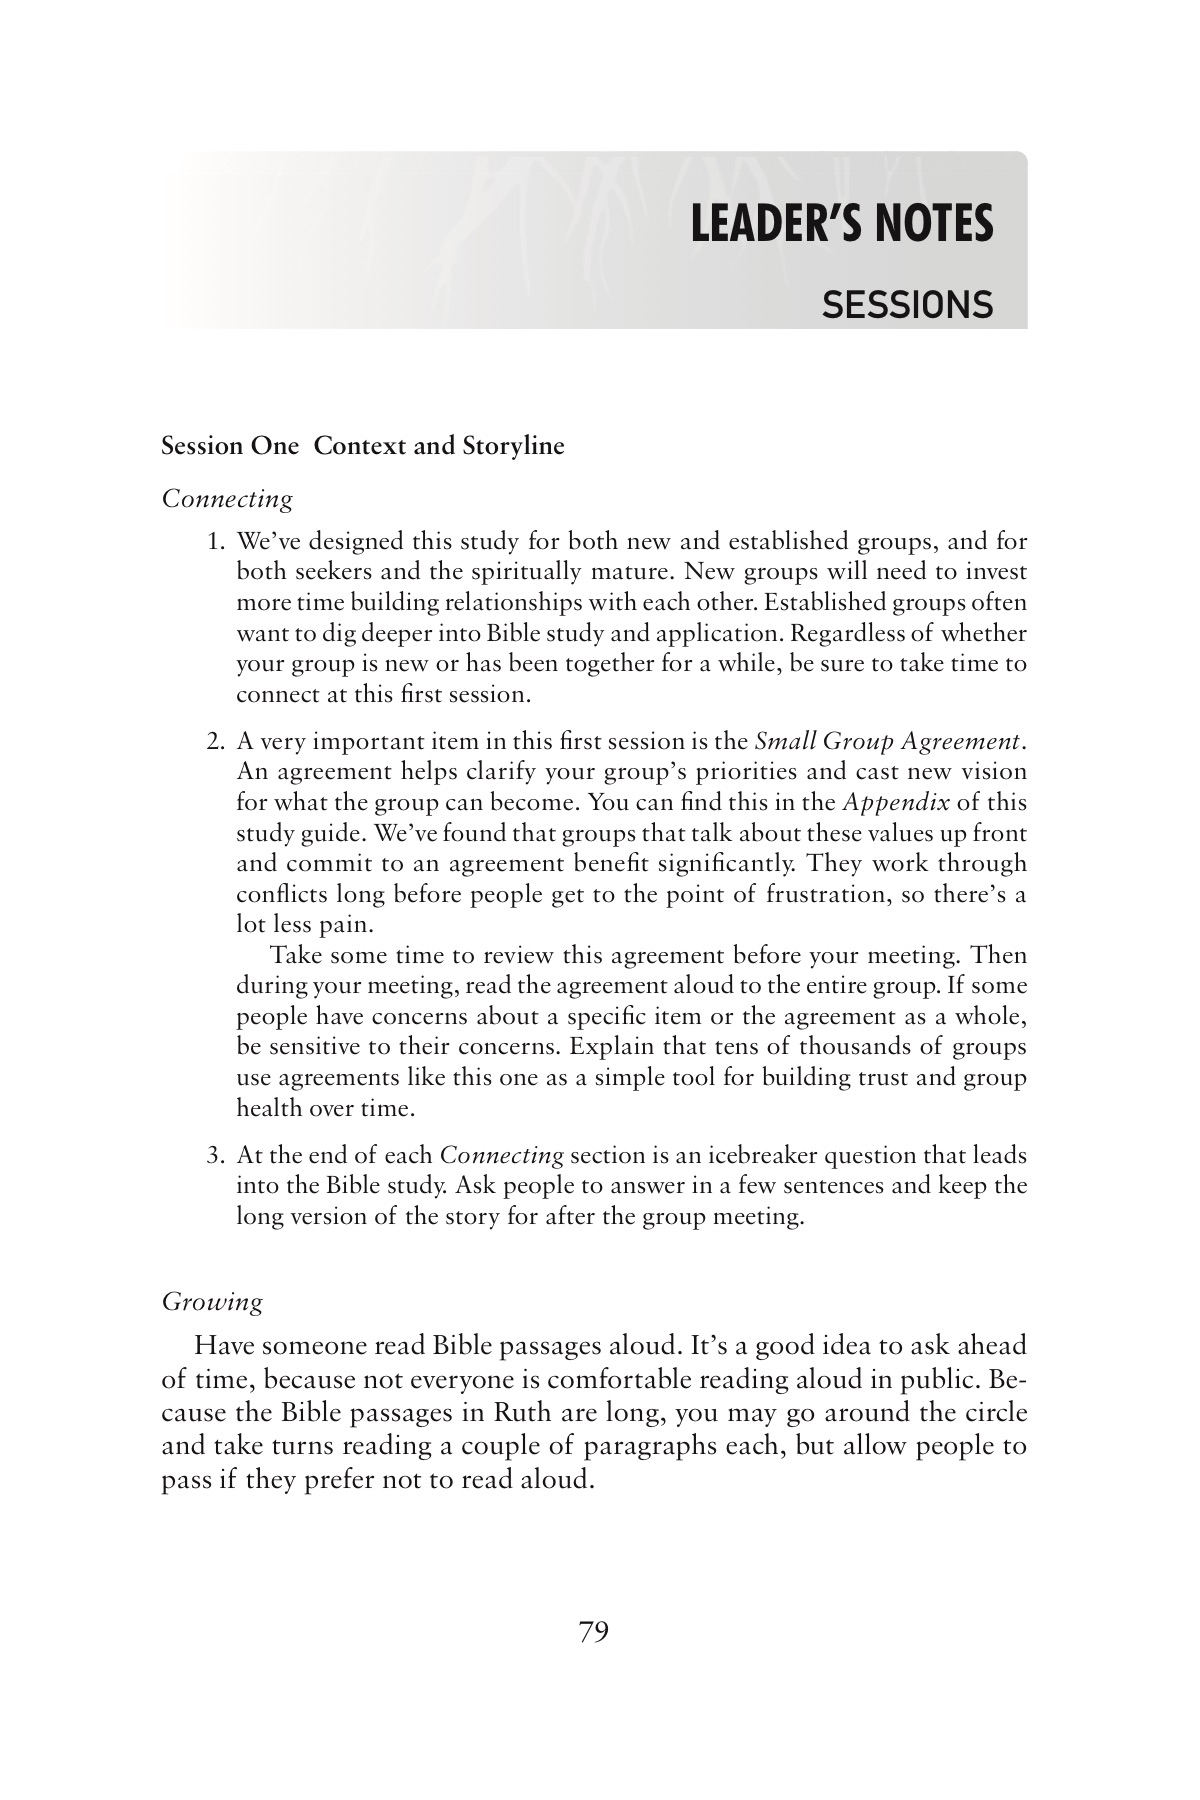 LEADER’S NOTES
SESSIONS
Session One  Context and Storyline
Connecting
1. We’ve designed this study for both new and established groups, and for
both seekers and the spiritually mature. New groups will need to invest
more time building relationships with each other. Established groups often
want to dig deeper into Bible study and application. Regardless of whether
your group is new or has been together for a while, be sure to take time to
connect at this first session.
2. A very important item in this first session is the Small Group Agreement.
An agreement helps clarify your group’s priorities and cast new vision
for what the group can become. You can find this in the Appendix of this
study guide. We’ve found that groups that talk about these values up front
and commit to an agreement benefit significantly. They work through
conflicts long before people get to the point of frustration, so there’s a
lot less pain.
Take some time to review this agreement before your meeting. Then
during your meeting, read the agreement aloud to the entire group. If some
people have concerns about a specific item or the agreement as a whole,
be sensitive to their concerns. Explain that tens of thousands of groups
use agreements like this one as a simple tool for building trust and group
health over time.
3. At the end of each Connecting section is an icebreaker question that leads
into the Bible study. Ask people to answer in a few sentences and keep the
long version of the story for after the group meeting.
Growing
Have someone read Bible passages aloud. It’s a good idea to ask ahead
of time, because not everyone is comfortable reading aloud in public. Be-
cause the Bible passages in Ruth are long, you may go around the circle
and take turns reading a couple of paragraphs each, but allow people to
pass if they prefer not to read aloud.
79